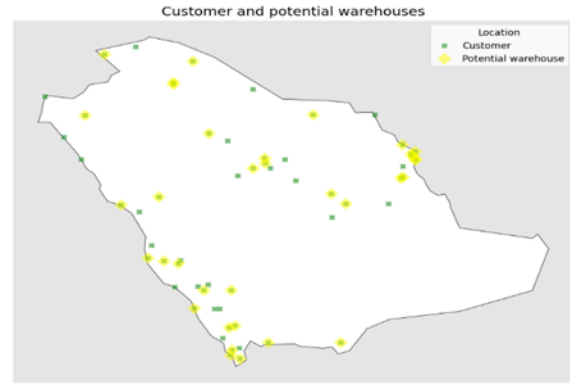 Customer and potential warehouses
Location
Customer
Potential warehouse